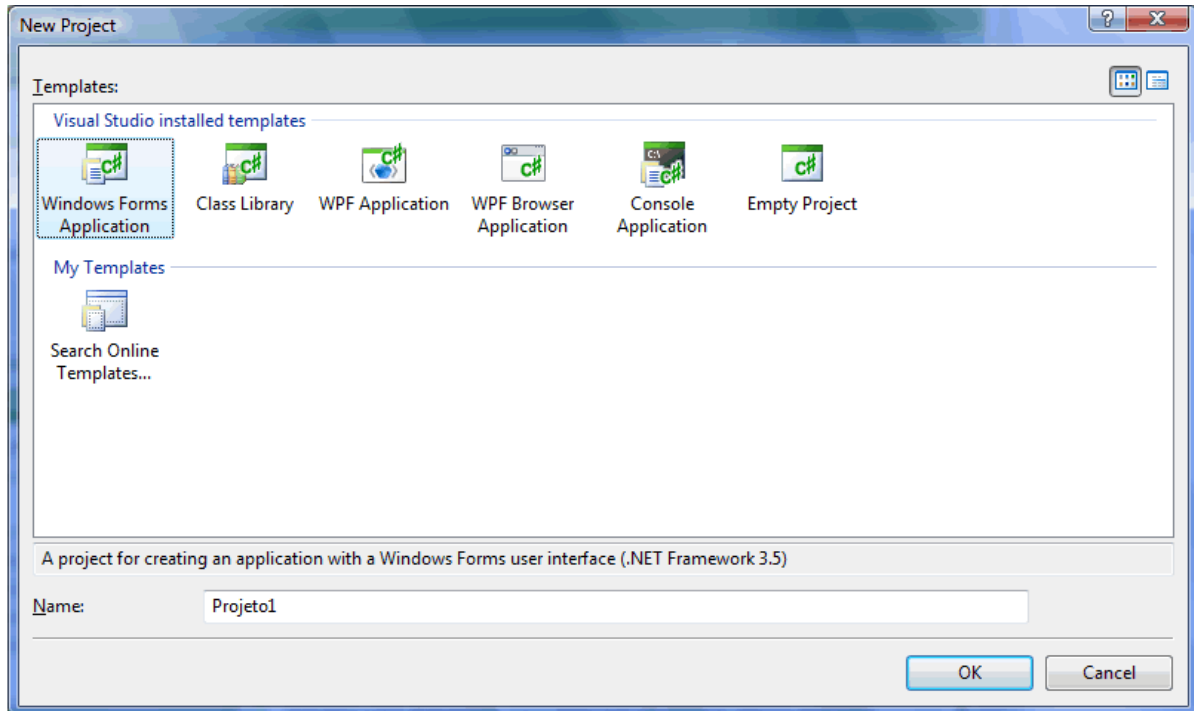 New Project
Templates:
Visual Studio installed templates
Windows Forms Application
Class Library
WPF Application
WPF Browser Application
Console Application
Empty Project
My Templates
Search Online Templates...
A project for creating an application with a Windows Forms user interface (.NET Framework 3.5)
Name:
Projeto1
OK
Cancel